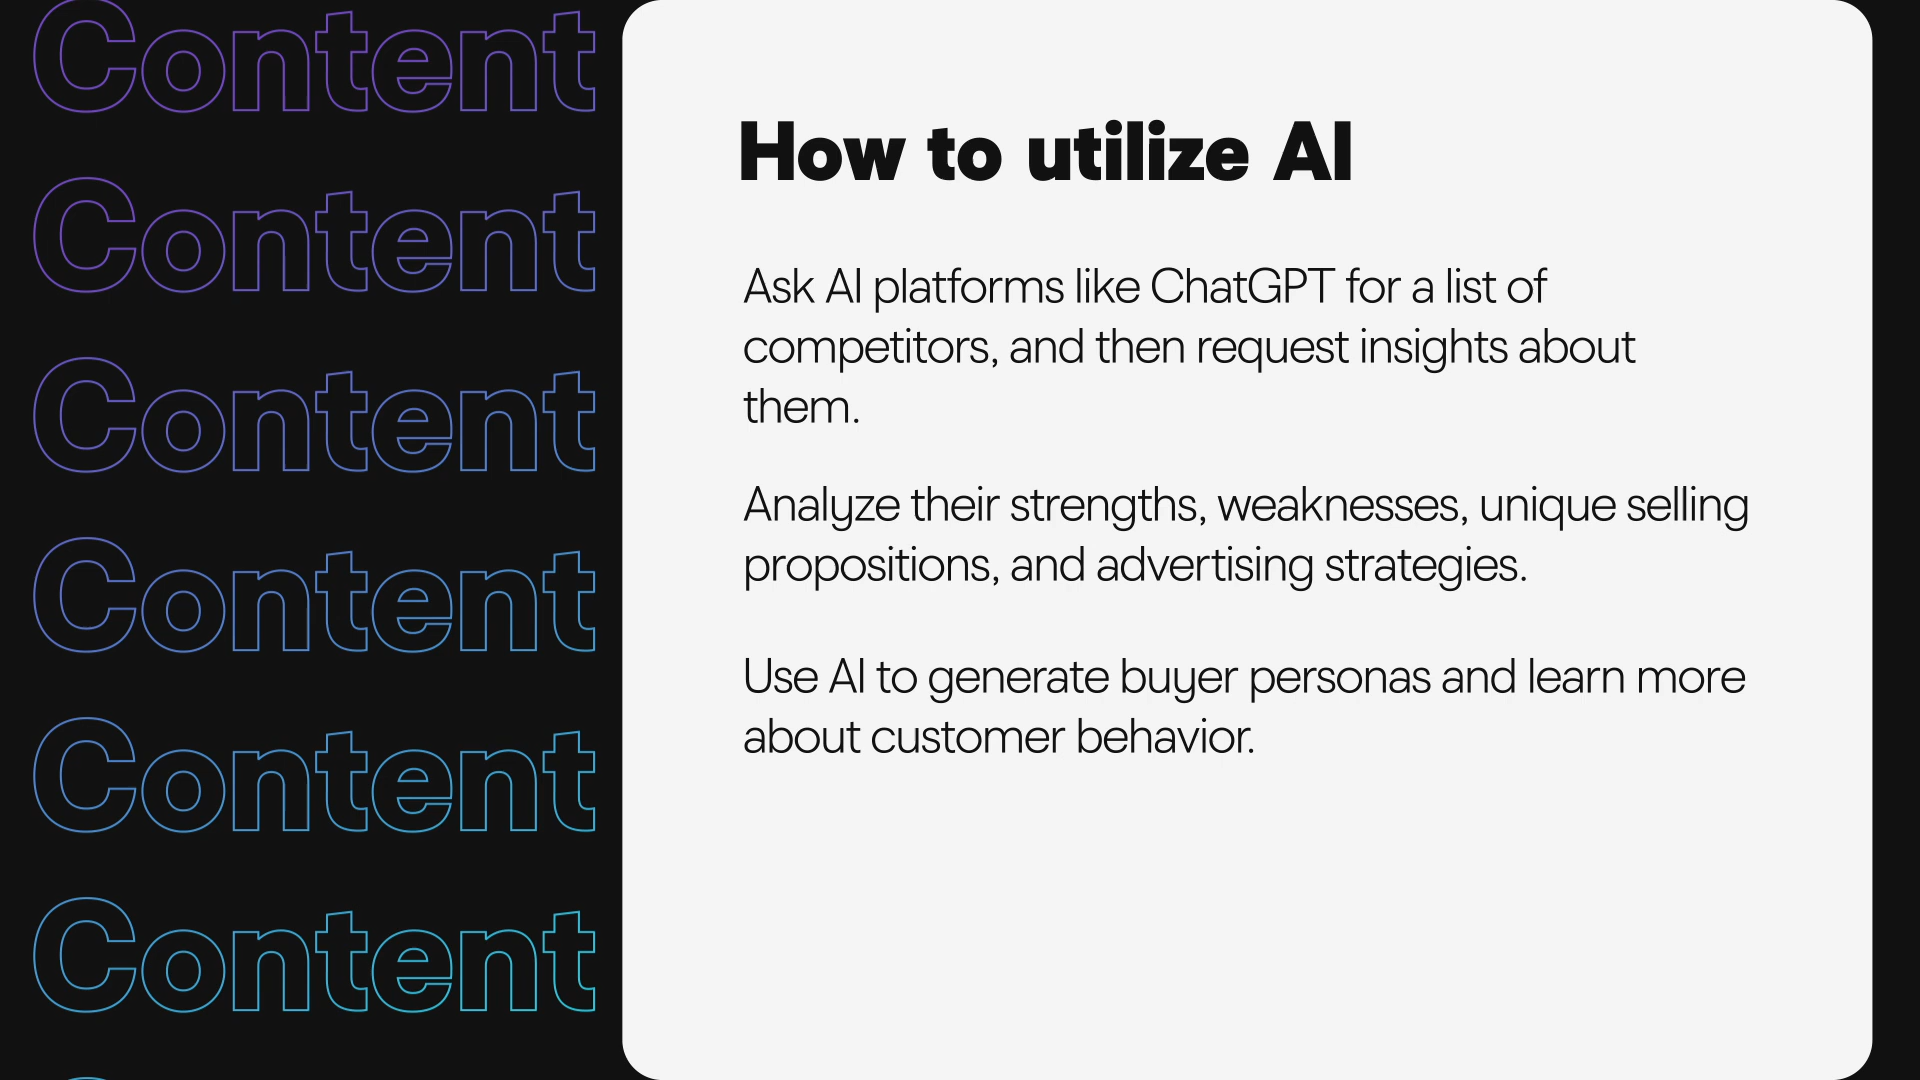 Content
Content
Content
Content
Content
Content
How to utilize AI
Ask AI platforms like ChatGPT for a list of
competitors, and then request insights about
them.
Analyze their strengths, weaknesses, unique selling
propositions, and advertising strategies.
Use AI to generate buyer personas and learn more
about customer behavior.